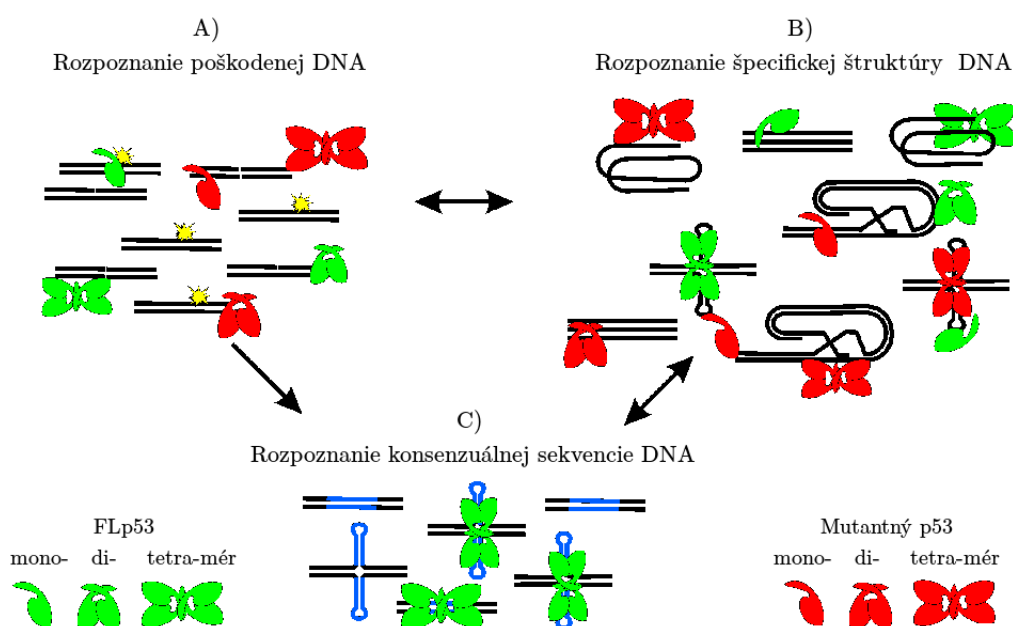 A)
Rozpoznanie poškodenej DNA
B)
Rozpoznanie špecifickej štruktúry DNA
C)
Rozpoznanie konsenzuálnej sekvencie DNA
FLp53
mono- di- tetra-mér
Mutantný p53
mono- di- tetra-mér